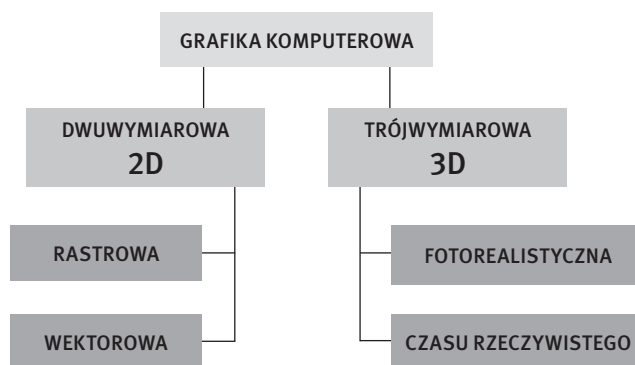 GRAFIKA KOMPUTEROWA
DWUWYMIAROWA
2D
TRÓJWYMIAROWA
3D
RASTROWA
WEKTOROWA
FOTOREALISTYCZNA
CZASU RZECZYWISTEGO